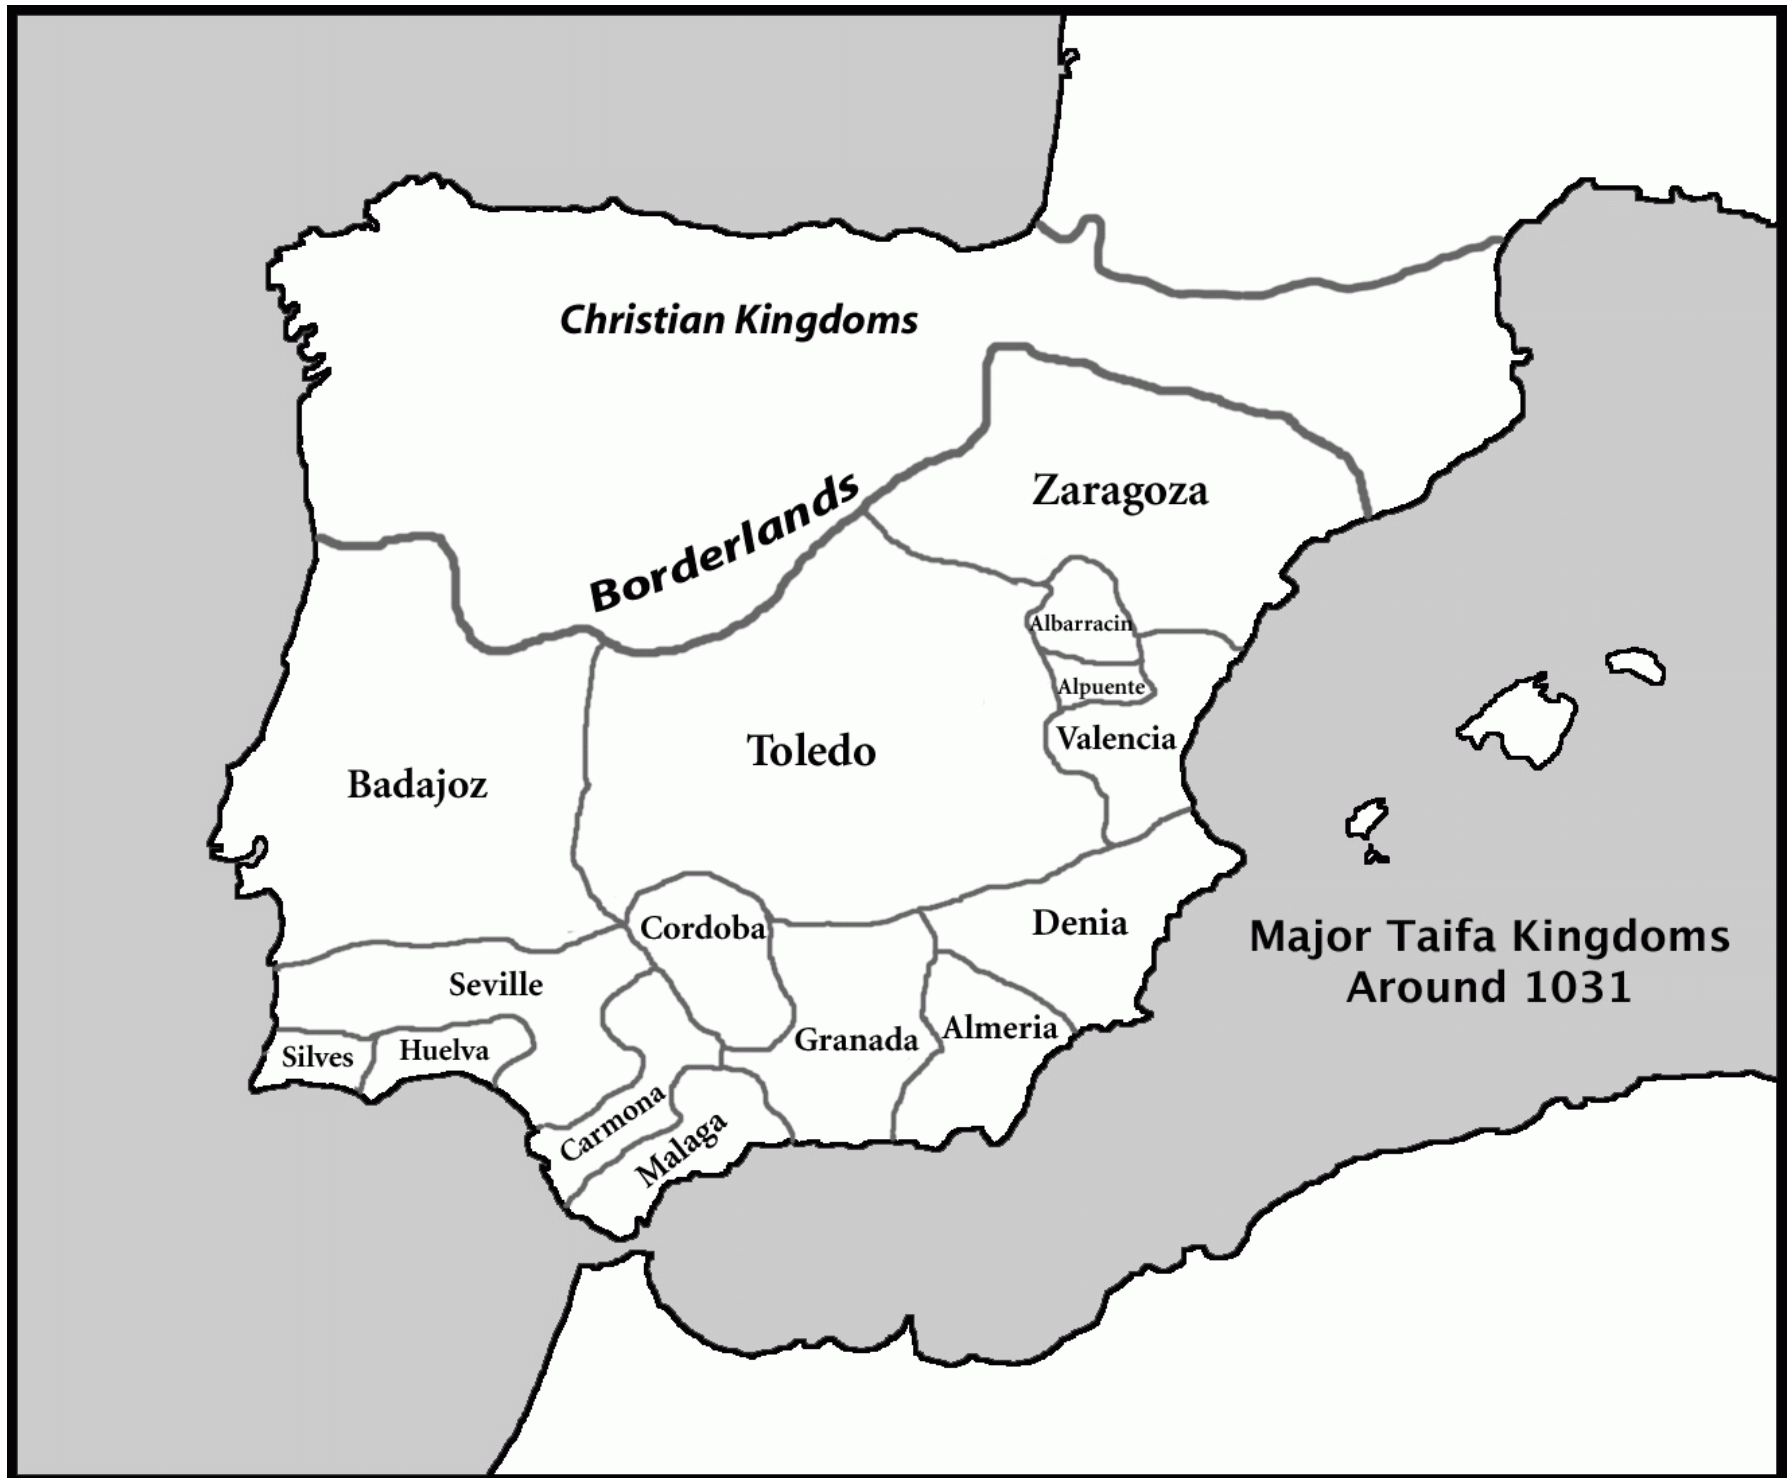 Christian Kingdoms
Borderlands
Zaragoza
Albarracin
Alpuente
Valencia
Toledo
Badajoz
Cordoba
Denia
Seville
Silves
Huelva
Granada
Almeria
Carmona
Malaga
Major Taifa Kingdoms
Around 1031